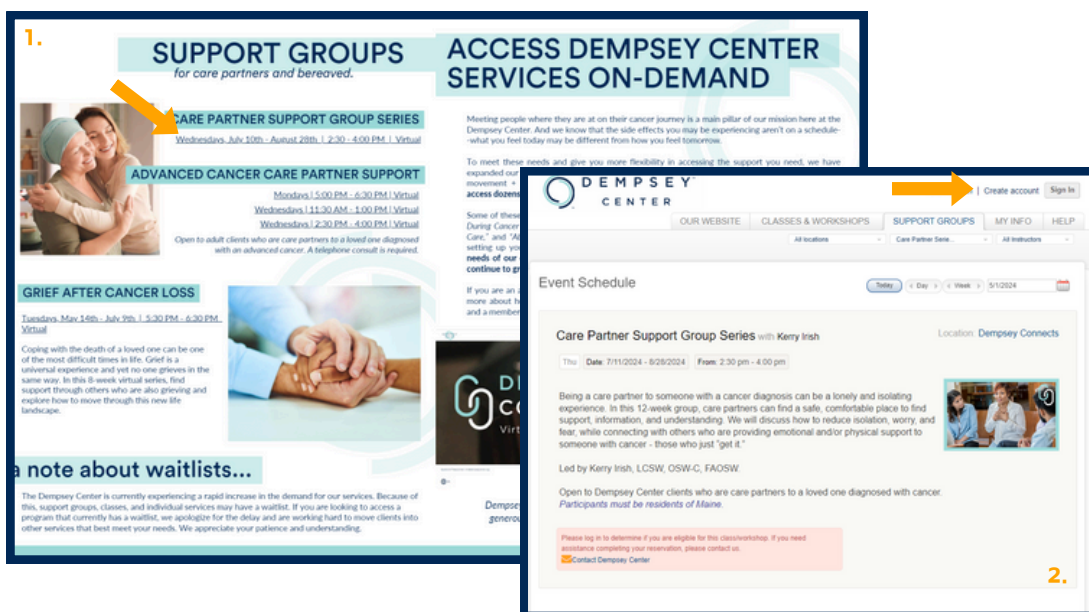 1.
SUPPORT GROUPS
for care partners and bereaved.
CARE PARTNER SUPPORT GROUP SERIES
Wednesdays, July 10th - August 28th | 2:30 - 4:00 PM | Virtual
ADVANCED CANCER CARE PARTNER SUPPORT
Mondays | 5:00 PM - 6:30 PM | Virtual
Wednesdays | 11:30 AM - 1:00 PM | Virtual
Wednesdays | 2:30 PM - 4:00 PM | Virtual
Open to adult clients who are care partners to a loved one diagnosed
with an advanced cancer. A telephone consult is required.
GRIEF AFTER CANCER LOSS
Tuesdays, May 14th - July 9th | 5:30 PM - 6:30 PM
Virtual
Coping with the death of a loved one can be one
of the most difficult times in life. Grief is a
universal experience and yet no one grieves in the
same way. In this 8-week virtual series, find
support through others who are also grieving and
explore how to move through this new life
landscape.
a note about waitlists...
The Dempsey Center is currently experiencing a rapid increase in the demand for our services. Because of
this, support groups, classes, and individual services may have a waitlist. If you are looking to access a
program that currently has a waitlist, we apologize for the delay and are working hard to move clients into
other services that best meet your needs. We appreciate your patience and understanding.
ACCESS DEMPSEY CENTER
SERVICES ON-DEMAND
Meeting people where they are at on their cancer journey is a main pillar of our mission here at the
Dempsey Center. And we know that the side effects you may be experiencing aren't on a schedule-
-what you feel today may be different from how you feel tomorrow.
To meet these needs and give you more flexibility in accessing the support you need, we have
expanded our
movement +
access dozens
Some of these
During Cancer
Care," and
setting up yo
needs of our
continue to gr
If you are an a
more about h
and a member
D
CO
Virt
Dempse
genero
DEMPSEY
CENTER
| Create account
Sign In
OUR WEBSITE
CLASSES & WORKSHOPS
SUPPORT GROUPS
MY INFO
HELP
All locations
Care Partner Serie...
All Instructors
Event Schedule
Today
Day
Week
5/1/2024
Care Partner Support Group Series with Kerry Irish
Location: Dempsey Connects
Thu Date: 7/11/2024 - 8/28/2024 From: 2:30 pm - 4:00 pm
Being a care partner to someone with a cancer diagnosis can be a lonely and isolating
experience. In this 12-week group, care partners can find a safe, comfortable place to find
support, information, and understanding. We will discuss how to reduce isolation, worry, and
fear, while connecting with others who are providing emotional and/or physical support to
someone with cancer - those who just "get it."
Led by Kerry Irish, LCSW, OSW-C, FAOSW.
Open to Dempsey Center clients who are care partners to a loved one diagnosed with cancer.
Participants must be residents of Maine.
Please log in to determine if you are eligible for this class/workshop. If you need
assistance completing your reservation, please contact us.
Contact Dempsey Center
2.